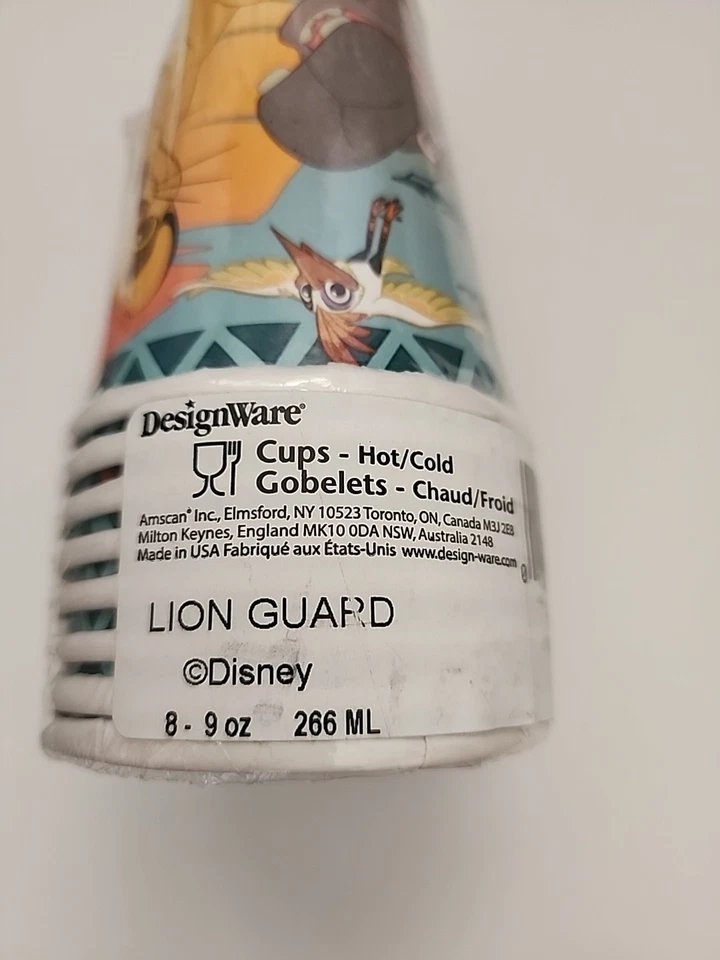 DesignWare®
Cups - Hot/Cold
Gobelets - Chaud/Froid
Amscan® Inc., Elmsford, NY 10523 Toronto, ON, Canada M3J 2E8
Milton Keynes, England MK10 0DA NSW, Australia 2148
Made in USA Fabriqué aux États-Unis www.design-ware.com
0
LION GUARD
©Disney
8 - 9 oz 266 ML